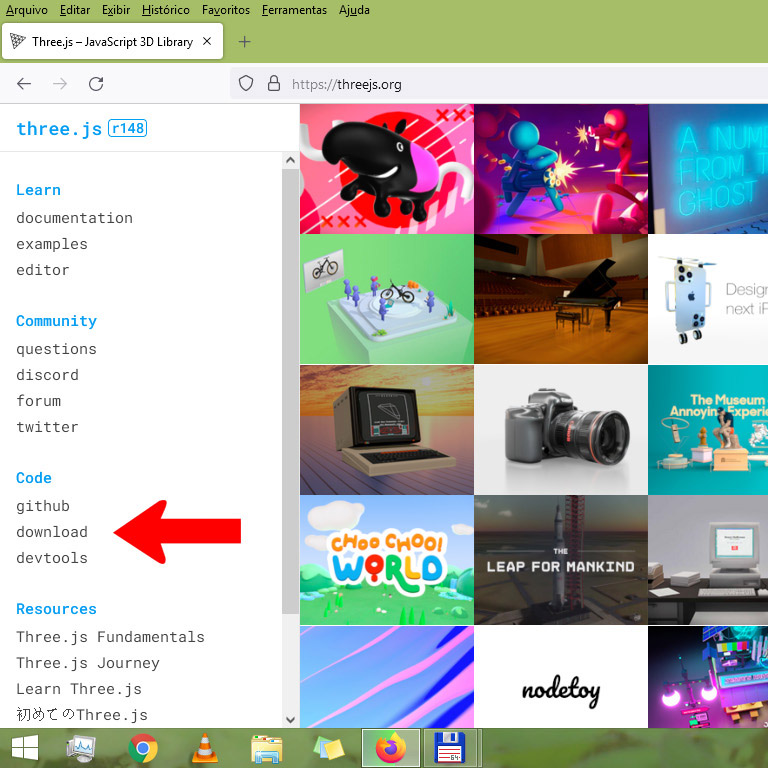 Arquivo Editar Exibir Histórico Favoritos Ferramentas Ajuda
Three.js – JavaScript 3D Library
https://threejs.org
three.js r148
Learn
documentation
examples
editor
Community
questions
discord
forum
twitter
Code
github
download
devtools
Resources
Three.js Fundamentals
Three.js Journey
Learn Three.js
初めてのThree.js
A NUM
FROM T
GHOST
Design
next iP
The Museum o
Annoying Experie
CHOO CHOO!
WORLD
THE
LEAP FOR MANKIND
nodetoy
64